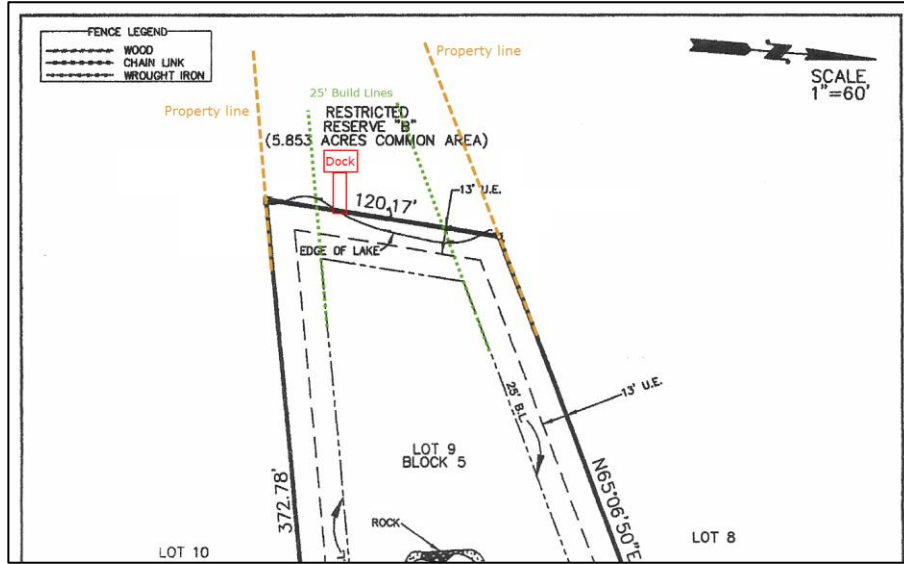 FENCE LEGEND
WOOD
CHAIN LINK
WROUGHT IRON
Property line
Property line
25' Build Lines
RESTRICTED
RESERVE "B"
(5.853 ACRES COMMON AREA)
Dock
SCALE
1"=60'
120.17'
13' U.E.
EDGE OF LAKE
25' B.L.
13' U.E.
LOT 9
BLOCK 5
372.78'
N65°06'50"E
ROCK
LOT 10
LOT 8